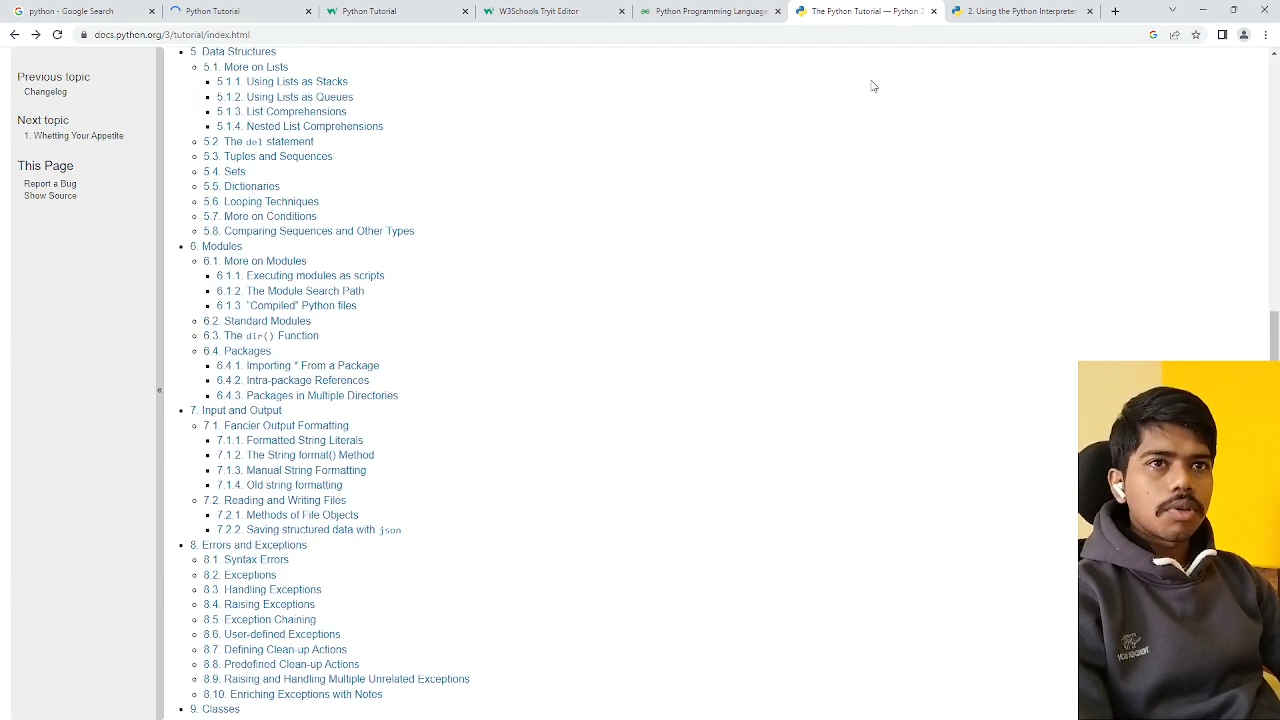 python - Google Search
Python Tutorial
Python Tutorial
W3Schools Tryit Editor
Python Programming Language
The Python Tutorial — Python 3
2. Using the Python Interpreter
docs.python.org/3/tutorial/index.html
Previous topic
Changelog
Next topic
1. Whetting Your Appetite
This Page
Report a Bug
Show Source
«
5. Data Structures
5.1. More on Lists
5.1.1. Using Lists as Stacks
5.1.2. Using Lists as Queues
5.1.3. List Comprehensions
5.1.4. Nested List Comprehensions
5.2. The del statement
5.3. Tuples and Sequences
5.4. Sets
5.5. Dictionaries
5.6. Looping Techniques
5.7. More on Conditions
5.8. Comparing Sequences and Other Types
6. Modules
6.1. More on Modules
6.1.1. Executing modules as scripts
6.1.2. The Module Search Path
6.1.3. “Compiled” Python files
6.2. Standard Modules
6.3. The dir() Function
6.4. Packages
6.4.1. Importing * From a Package
6.4.2. Intra-package References
6.4.3. Packages in Multiple Directories
7. Input and Output
7.1. Fancier Output Formatting
7.1.1. Formatted String Literals
7.1.2. The String format() Method
7.1.3. Manual String Formatting
7.1.4. Old string formatting
7.2. Reading and Writing Files
7.2.1. Methods of File Objects
7.2.2. Saving structured data with json
8. Errors and Exceptions
8.1. Syntax Errors
8.2. Exceptions
8.3. Handling Exceptions
8.4. Raising Exceptions
8.5. Exception Chaining
8.6. User-defined Exceptions
8.7. Defining Clean-up Actions
8.8. Predefined Clean-up Actions
8.9. Raising and Handling Multiple Unrelated Exceptions
8.10. Enriching Exceptions with Notes
9. Classes